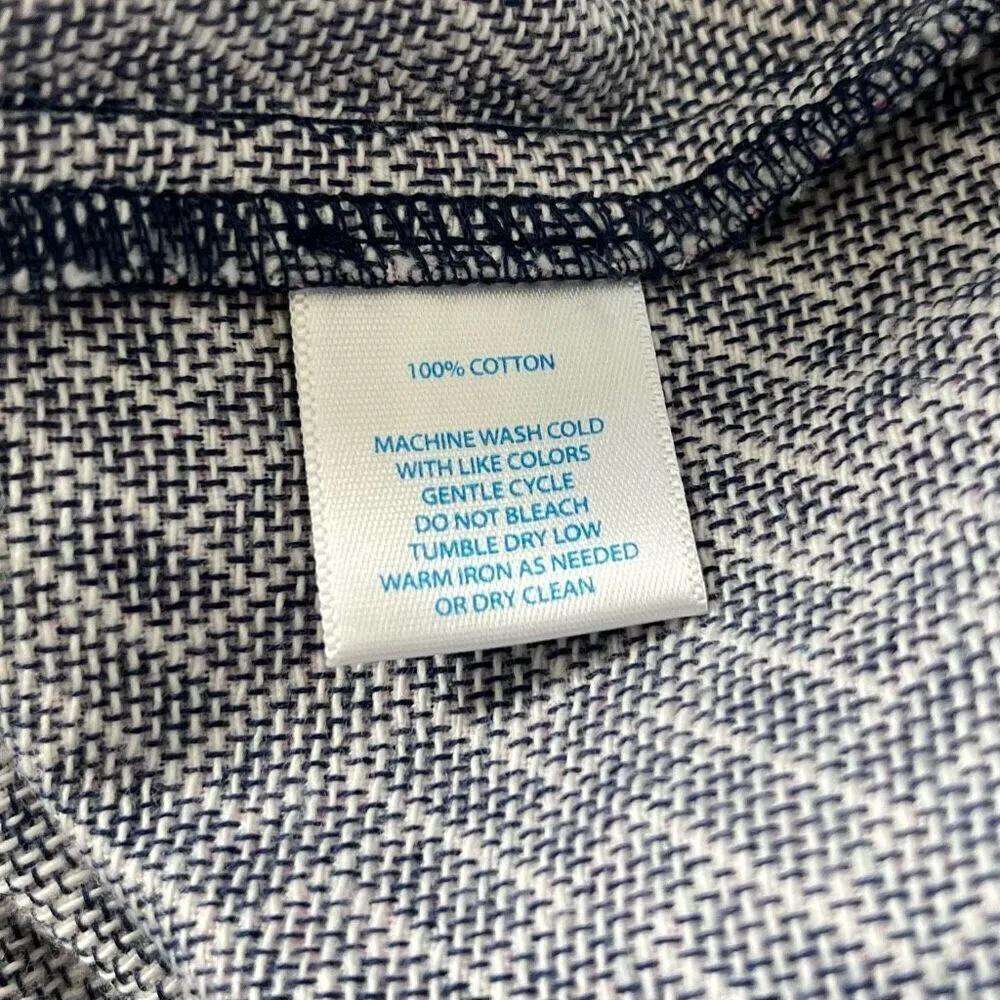 100% COTTON
MACHINE WASH COLD
WITH LIKE COLORS
GENTLE CYCLE
DO NOT BLEACH
TUMBLE DRY LOW
WARM IRON AS NEEDED
OR DRY CLEAN